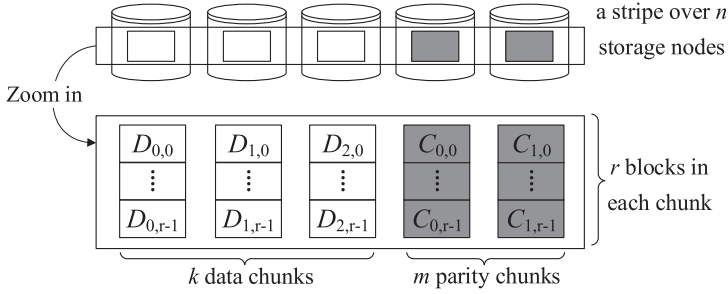 a stripe over n
storage nodes
Zoom in
D0,0 D1,0 D2,0 C0,0 C1,0
D0,r-1 D1,r-1 D2,r-1 C0,r-1 C1,r-1
r blocks in
each chunk
k data chunks m parity chunks